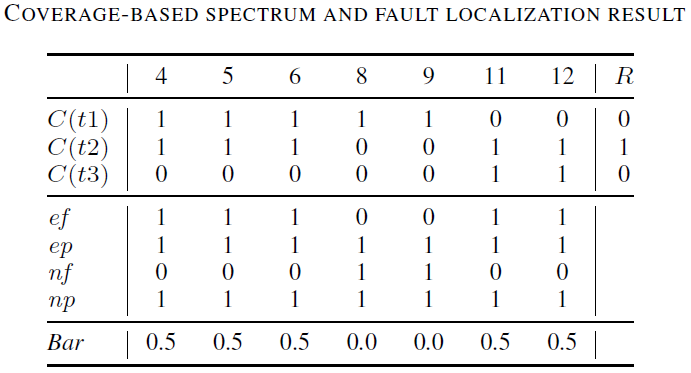 COVERAGE-BASED SPECTRUM AND FAULT LOCALIZATION RESULT
4 5 6 8 9 11 12 R
C(t1) 1 1 1 1 1 0 0 0
C(t2) 1 1 1 0 0 1 1 1
C(t3) 0 0 0 0 0 1 1 0
ef 1 1 1 0 0 1 1
ep 1 1 1 1 1 1 1
nf 0 0 0 1 1 0 0
np 1 1 1 1 1 1 1
Bar 0.5 0.5 0.5 0.0 0.0 0.5 0.5